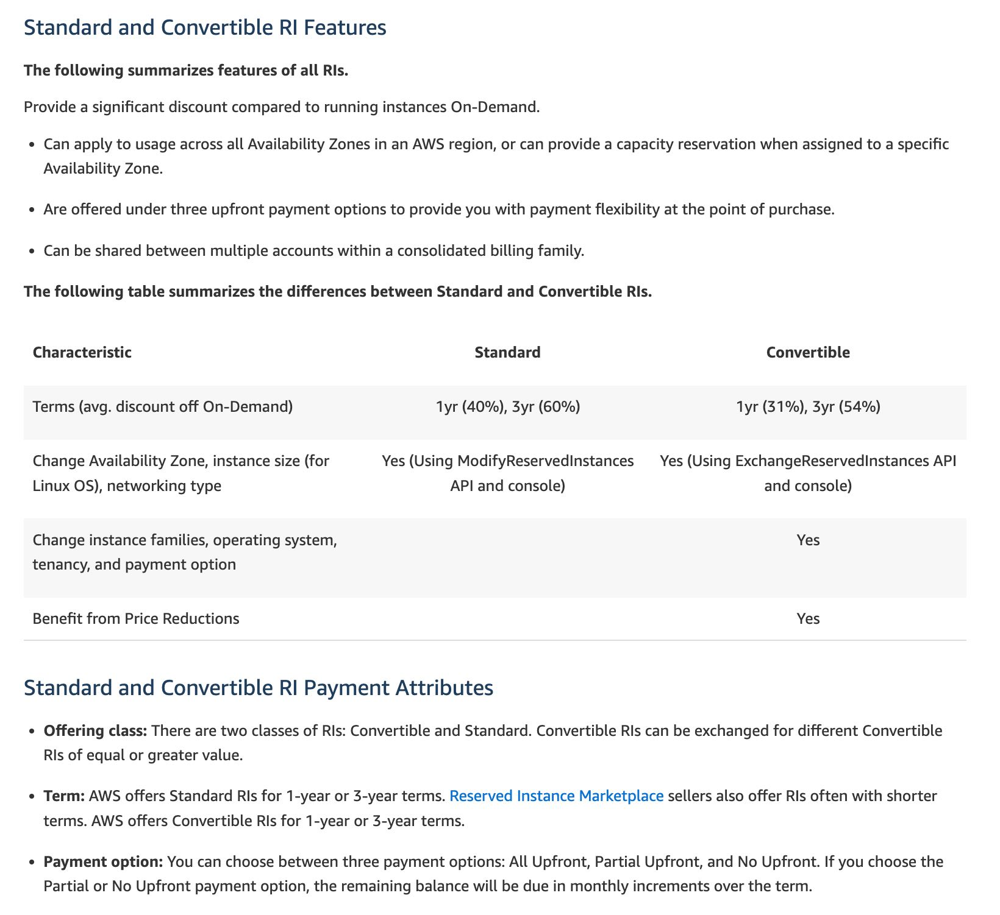 Standard and Convertible RI Features
The following summarizes features of all RIs.
Provide a significant discount compared to running instances On-Demand.
• Can apply to usage across all Availability Zones in an AWS region, or can provide a capacity reservation when assigned to a specific
Availability Zone.
• Are offered under three upfront payment options to provide you with payment flexibility at the point of purchase.
• Can be shared between multiple accounts within a consolidated billing family.
The following table summarizes the differences between Standard and Convertible RIs.
Characteristic Standard Convertible
Terms (avg. discount off On-Demand) 1yr (40%), 3yr (60%) 1yr (31%), 3yr (54%)
Change Availability Zone, instance size (for Yes (Using ModifyReservedInstances Yes (Using ExchangeReservedInstances API
Linux OS), networking type API and console) and console)
Change instance families, operating system, Yes
tenancy, and payment option
Benefit from Price Reductions Yes
Standard and Convertible RI Payment Attributes
• Offering class: There are two classes of RIs: Convertible and Standard. Convertible RIs can be exchanged for different Convertible
RIs of equal or greater value.
• Term: AWS offers Standard RIs for 1-year or 3-year terms. Reserved Instance Marketplace sellers also offer RIs often with shorter
terms. AWS offers Convertible RIs for 1-year or 3-year terms.
• Payment option: You can choose between three payment options: All Upfront, Partial Upfront, and No Upfront. If you choose the
Partial or No Upfront payment option, the remaining balance will be due in monthly increments over the term.